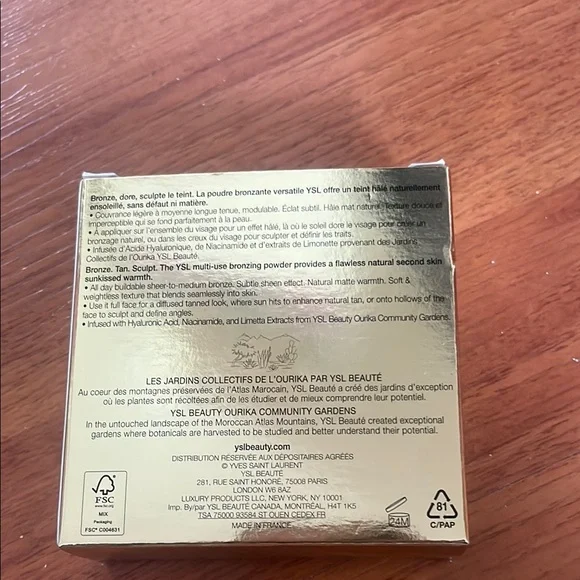 Bronze, dore, sculpte le teint. La poudre bronzante versatile YSL offre un teint hâlé naturellement
ensoleillé, sans défaut ni matière.
• Couvrance légère à moyenne longue tenue, modulable. Éclat subtil. Hâle mat naturel. Texture douce et
imperceptible qui se fond parfaitement à la peau.
• À appliquer sur l'ensemble du visage pour un effet hâlé, là où le soleil dore le visage pour créer un
bronzage naturel, ou dans les creux du visage pour sculpter et définir les traits.
• Infusée d'Acide Hyaluronique, de Niacinamide et d'extraits de Limonette provenant des Jardins
Collectifs de l'Ourika YSL Beauté.
Bronze. Tan. Sculpt. The YSL multi-use bronzing powder provides a flawless natural second skin
sunkissed warmth.
• All day buildable sheer-to-medium bronze. Subtle sheen effect. Natural matte warmth. Soft &
weightless texture that blends seamlessly into skin.
• Use it full face for a diffused tanned look, where sun hits to enhance natural tan, or onto hollows of the
face to sculpt and define angles.
• Infused with Hyaluronic Acid, Niacinamide, and Limetta Extracts from YSL Beauty Ourika Community Gardens.
LES JARDINS COLLECTIFS DE L'OURIKA PAR YSL BEAUTÉ
Au coeur des montagnes préservées de l'Atlas Marocain, YSL Beauté a créé des jardins d'exception
où les plantes sont récoltées afin de les étudier et de mieux comprendre leur potentiel.
YSL BEAUTY OURIKA COMMUNITY GARDENS
In the untouched landscape of the Moroccan Atlas Mountains, YSL Beauté created exceptional
gardens where botanicals are harvested to be studied and better understand their potential.
yslbeauty.com
DISTRIBUTION RÉSERVÉE AUX DÉPOSITAIRES AGRÉÉS
© YVES SAINT LAURENT
YSL BEAUTÉ
281, RUE SAINT HONORÉ, 75008 PARIS
LONDON W6 8AZ
LUXURY PRODUCTS LLC, NEW YORK, NY 10001
Imp. By/par YSL BEAUTÉ CANADA, MONTRÉAL, H4T 1K5
TSA 75000 93584 ST OUEN CEDEX FR
MADE IN FRANCE
FSC
www.fsc.org
MIX
Packaging
FSC® C004631
24M
81
C/PAP